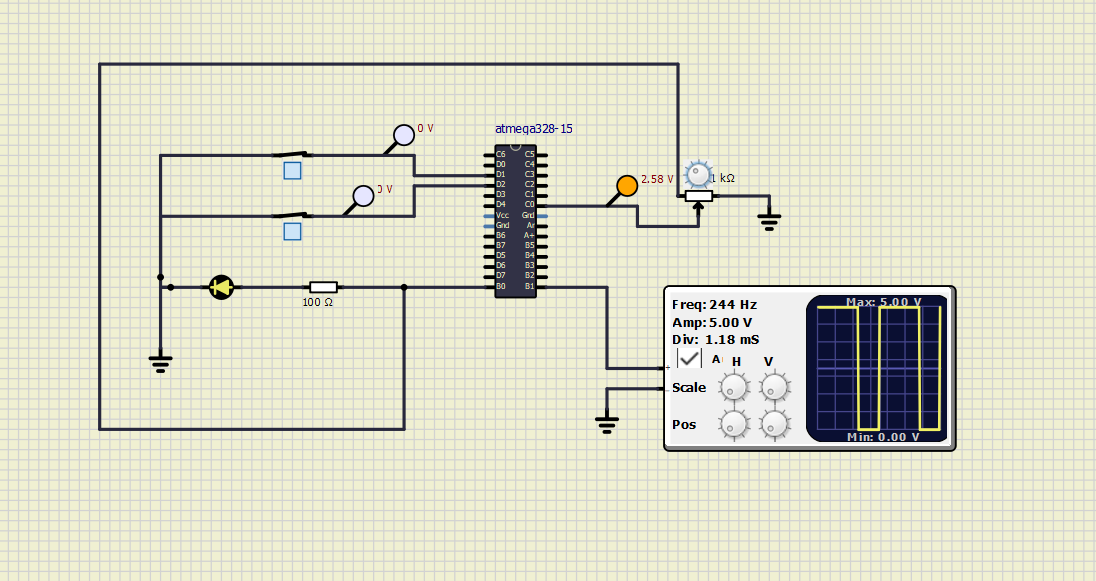 atmega328-15
0 V
0 V
2.58 V
1 kΩ
100 Ω
C6
D0
D1
D2
D3
D4
Vcc
Gnd
B6
B7
D5
D6
D7
B0
C5
C4
C3
C2
C1
C0
Grd
A
A+
B5
B4
B3
B2
B1
Freq: 244 Hz
Amp: 5.00 V
Div: 1.18 mS
A H V
Scale
Pos
+
-
Max: 5.00 V
Min: 0.00 V